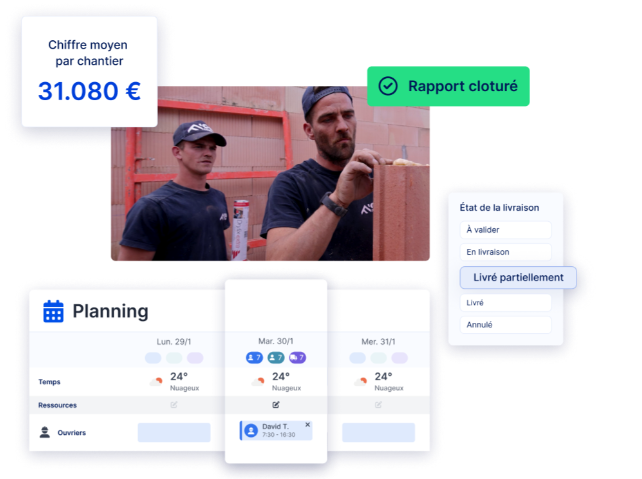 Chiffre moyen
par chantier
31.080 €
Rapport cloturé
État de la livraison
À valider
En livraison
Livré partiellement
Livré
Annulé
Planning
Lun. 29/1
Mar. 30/1
Mer. 31/1
7 7 7
Temps
24° 24° 24°
Nuageux Nuageux Nuageux
Ressources
Ouvriers
David T.
7:30 - 16:30